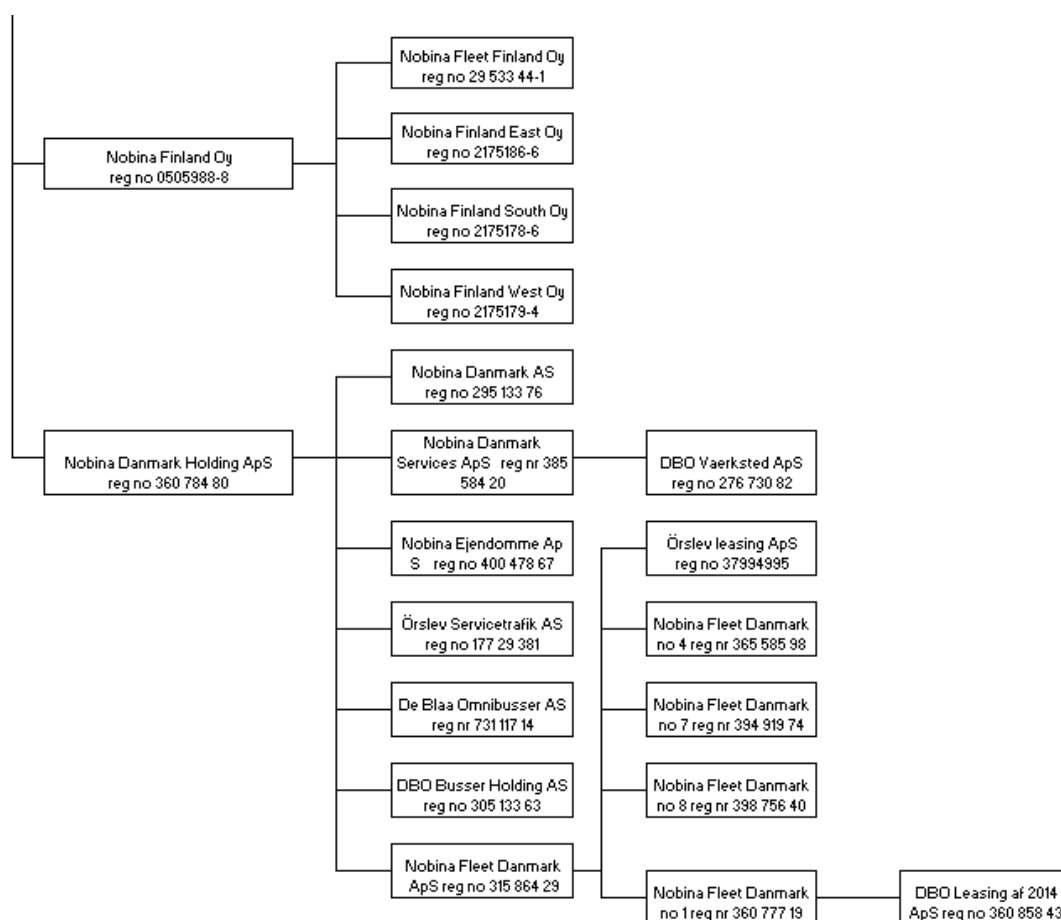 Nobina Fleet Finland Oy
reg no 29 533 44-1
Nobina Finland East Oy
reg no 2175186-6
Nobina Finland Oy
reg no 0505988-8
Nobina Finland South Oy
reg no 2175178-6
Nobina Finland West Oy
reg no 2175179-4
Nobina Danmark AS
reg no 295 133 76
Nobina Danmark Holding ApS
reg no 360 784 80
Nobina Danmark
Services ApS reg nr 385
584 20
DBO Vaerksted ApS
reg no 276 730 82
Nobina Ejendomme Ap
S reg no 400 478 67
Örslev leasing ApS
reg no 37994995
Örslev Servicetrafik AS
reg no 177 29 381
Nobina Fleet Danmark
no 4 reg nr 365 585 98
De Blaa Omnibusser AS
reg nr 731 117 14
Nobina Fleet Danmark
no 7 reg nr 394 919 74
DBO Busser Holding AS
reg no 305 133 63
Nobina Fleet Danmark
no 8 reg nr 398 756 40
Nobina Fleet Danmark
ApS reg no 315 864 29
Nobina Fleet Danmark
no 1 reg nr 360 777 19
DBO Leasing af 2014
ApS reg no 360 858 43